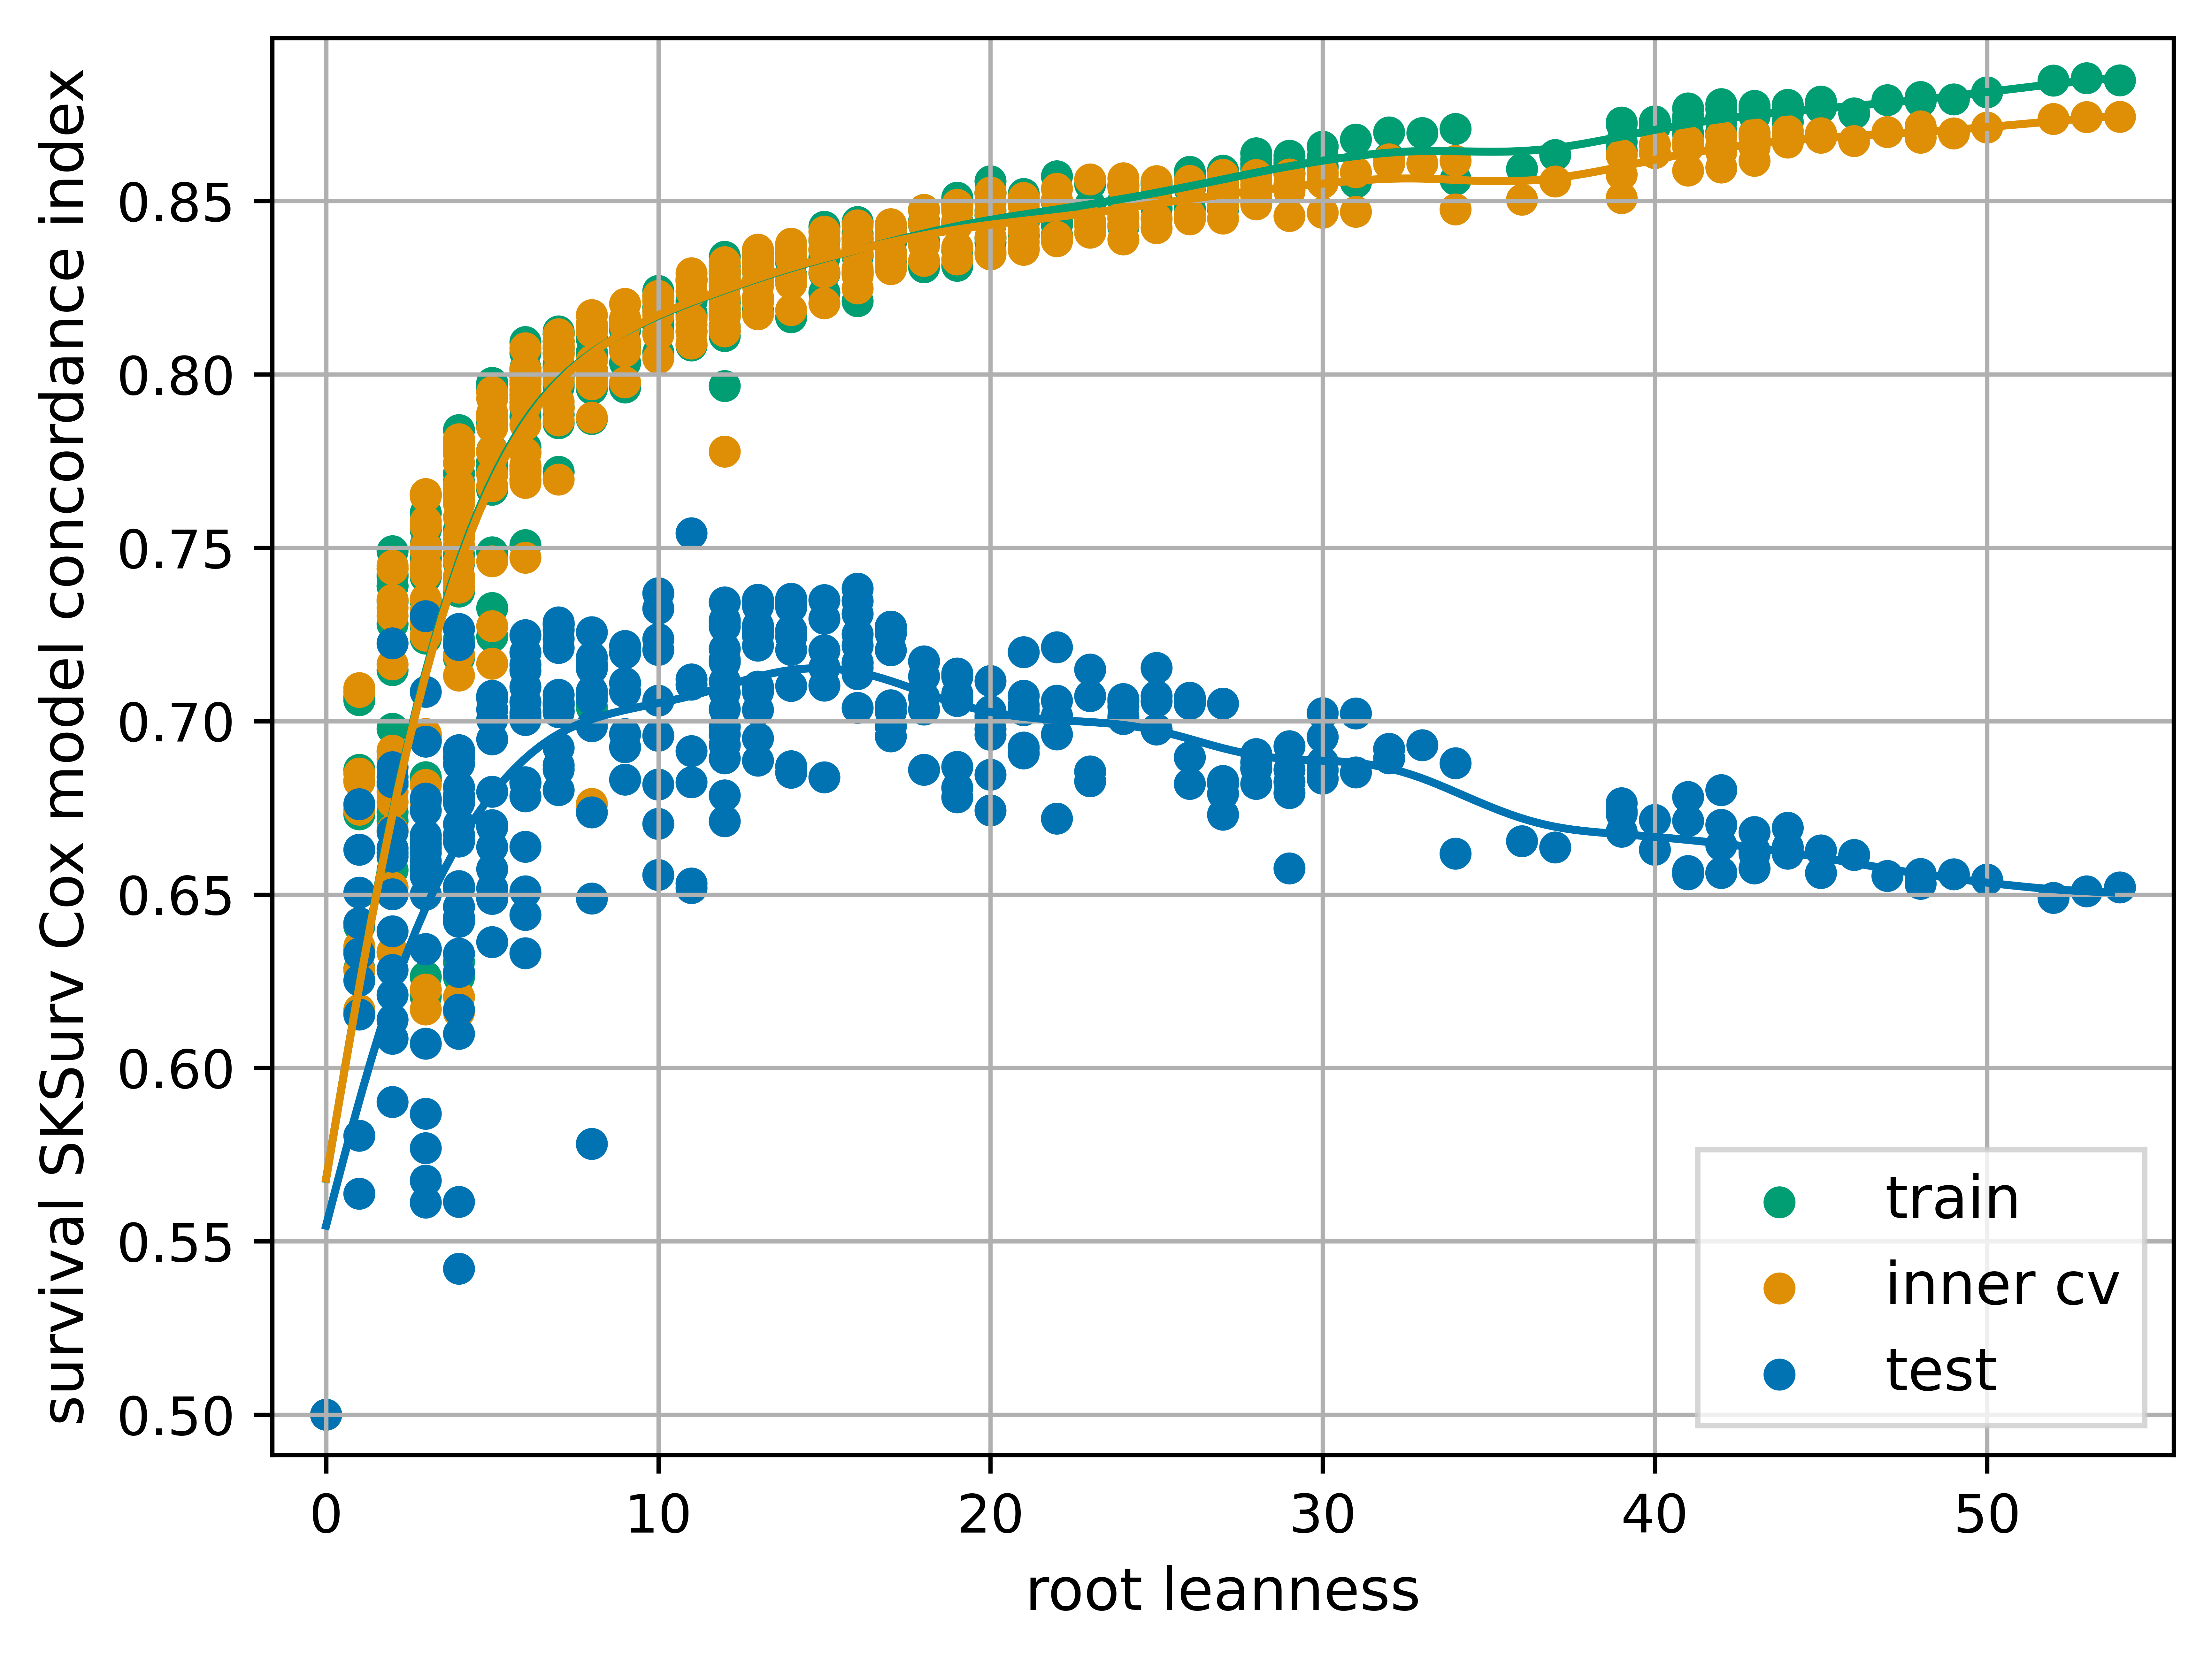 survival SKSurv Cox model concordance index
0.85
0.80
0.75
0.70
0.65
0.60
0.55
0.50
train
inner cv
test
0 10 20 30 40 50
root leanness